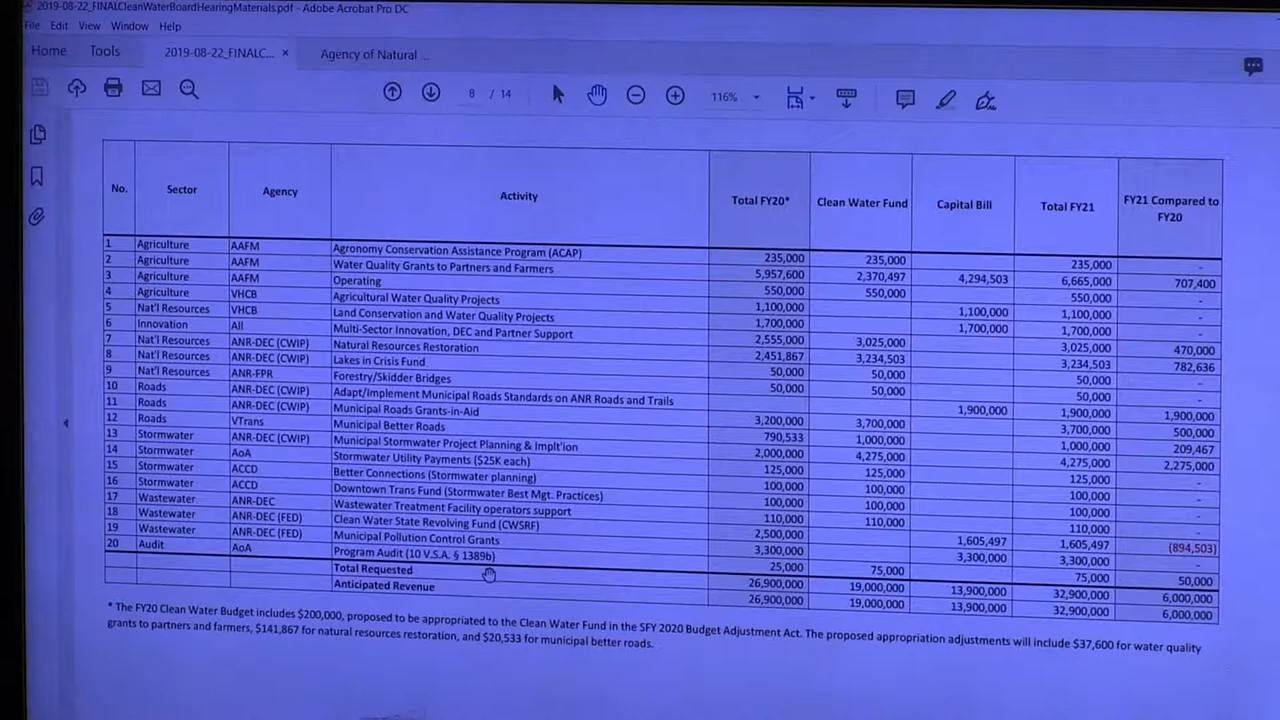 2019-08-22_FINALCleanWaterBoardHearingMaterials.pdf - Adobe Acrobat Pro DC
File Edit View Window Help
Home Tools 2019-08-22_FINALC... × Agency of Natural ...
8 / 14 116%
No. Sector Agency Activity Total FY20* Clean Water Fund Capital Bill Total FY21 FY21 Compared to FY20
1 Agriculture AAFM Agronomy Conservation Assistance Program (ACAP) 235,000 235,000 235,000 -
2 Agriculture AAFM Water Quality Grants to Partners and Farmers 5,957,600 2,370,497 4,294,503 6,665,000 707,400
3 Agriculture AAFM Operating 550,000 550,000 550,000 -
4 Agriculture VHCB Agricultural Water Quality Projects 1,100,000 1,100,000 1,100,000 -
5 Nat'l Resources VHCB Land Conservation and Water Quality Projects 1,700,000 1,700,000 1,700,000 -
6 Innovation All Multi-Sector Innovation, DEC and Partner Support 2,555,000 3,025,000 3,025,000 470,000
7 Nat'l Resources ANR-DEC (CWIP) Natural Resources Restoration 2,451,867 3,234,503 3,234,503 782,636
8 Nat'l Resources ANR-DEC (CWIP) Lakes in Crisis Fund 50,000 50,000 50,000 -
9 Nat'l Resources ANR-FPR Forestry/Skidder Bridges 50,000 50,000 50,000 -
10 Roads ANR-DEC (CWIP) Adapt/Implement Municipal Roads Standards on ANR Roads and Trails 1,900,000 1,900,000 1,900,000
11 Roads ANR-DEC (CWIP) Municipal Roads Grants-in-Aid 3,200,000 3,700,000 3,700,000 500,000
12 Roads VTrans Municipal Better Roads 790,533 1,000,000 1,000,000 209,467
13 Stormwater ANR-DEC (CWIP) Municipal Stormwater Project Planning & Implt'ion 2,000,000 4,275,000 4,275,000 2,275,000
14 Stormwater AoA Stormwater Utility Payments ($25K each) 125,000 125,000 125,000 -
15 Stormwater ACCD Better Connections (Stormwater planning) 100,000 100,000 100,000 -
16 Stormwater ACCD Downtown Trans Fund (Stormwater Best Mgt. Practices) 100,000 100,000 100,000 -
17 Wastewater ANR-DEC Wastewater Treatment Facility operators support 110,000 110,000 110,000 -
18 Wastewater ANR-DEC (FED) Clean Water State Revolving Fund (CWSRF) 2,500,000 1,605,497 1,605,497 (894,503)
19 Wastewater ANR-DEC (FED) Municipal Pollution Control Grants 3,300,000 3,300,000 3,300,000 -
20 Audit AoA Program Audit (10 V.S.A. § 1389b) 25,000 75,000 75,000 50,000
Total Requested 26,900,000 19,000,000 13,900,000 32,900,000 6,000,000
Anticipated Revenue 26,900,000 19,000,000 13,900,000 32,900,000 6,000,000
* The FY20 Clean Water Budget includes $200,000, proposed to be appropriated to the Clean Water Fund in the SFY 2020 Budget Adjustment Act. The proposed appropriation adjustments will include $37,600 for water quality
grants to partners and farmers, $141,867 for natural resources restoration, and $20,533 for municipal better roads.